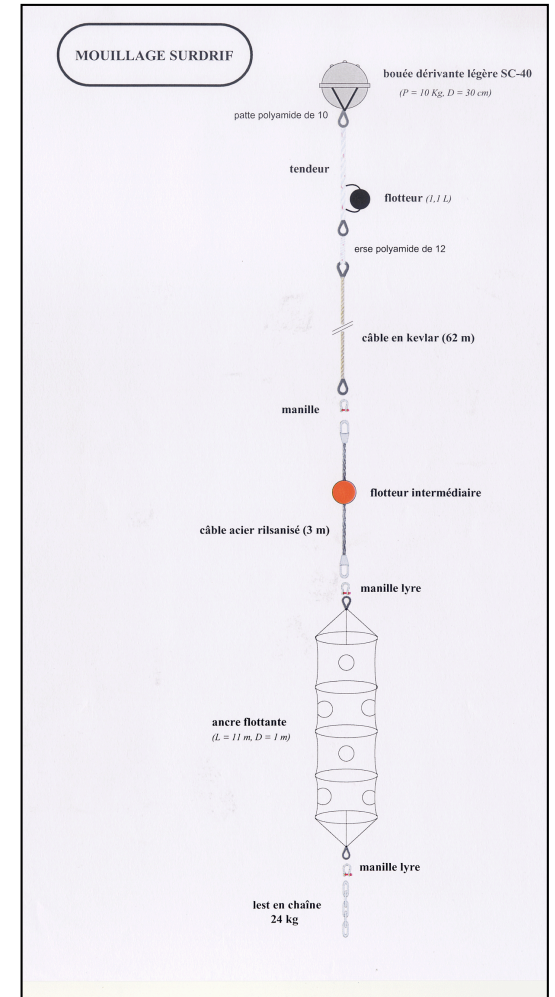 MOUILLAGE SURDRIF
bouée dérivante légère SC-40
(P = 10 Kg, D = 30 cm)
patte polyamide de 10
tendeur
flotteur (1,1 L)
erse polyamide de 12
câble en kevlar (62 m)
manille
flotteur intermédiaire
câble acier rilsanisé (3 m)
manille lyre
ancre flottante
(L = 11 m, D = 1 m)
manille lyre
lest en chaîne
24 kg